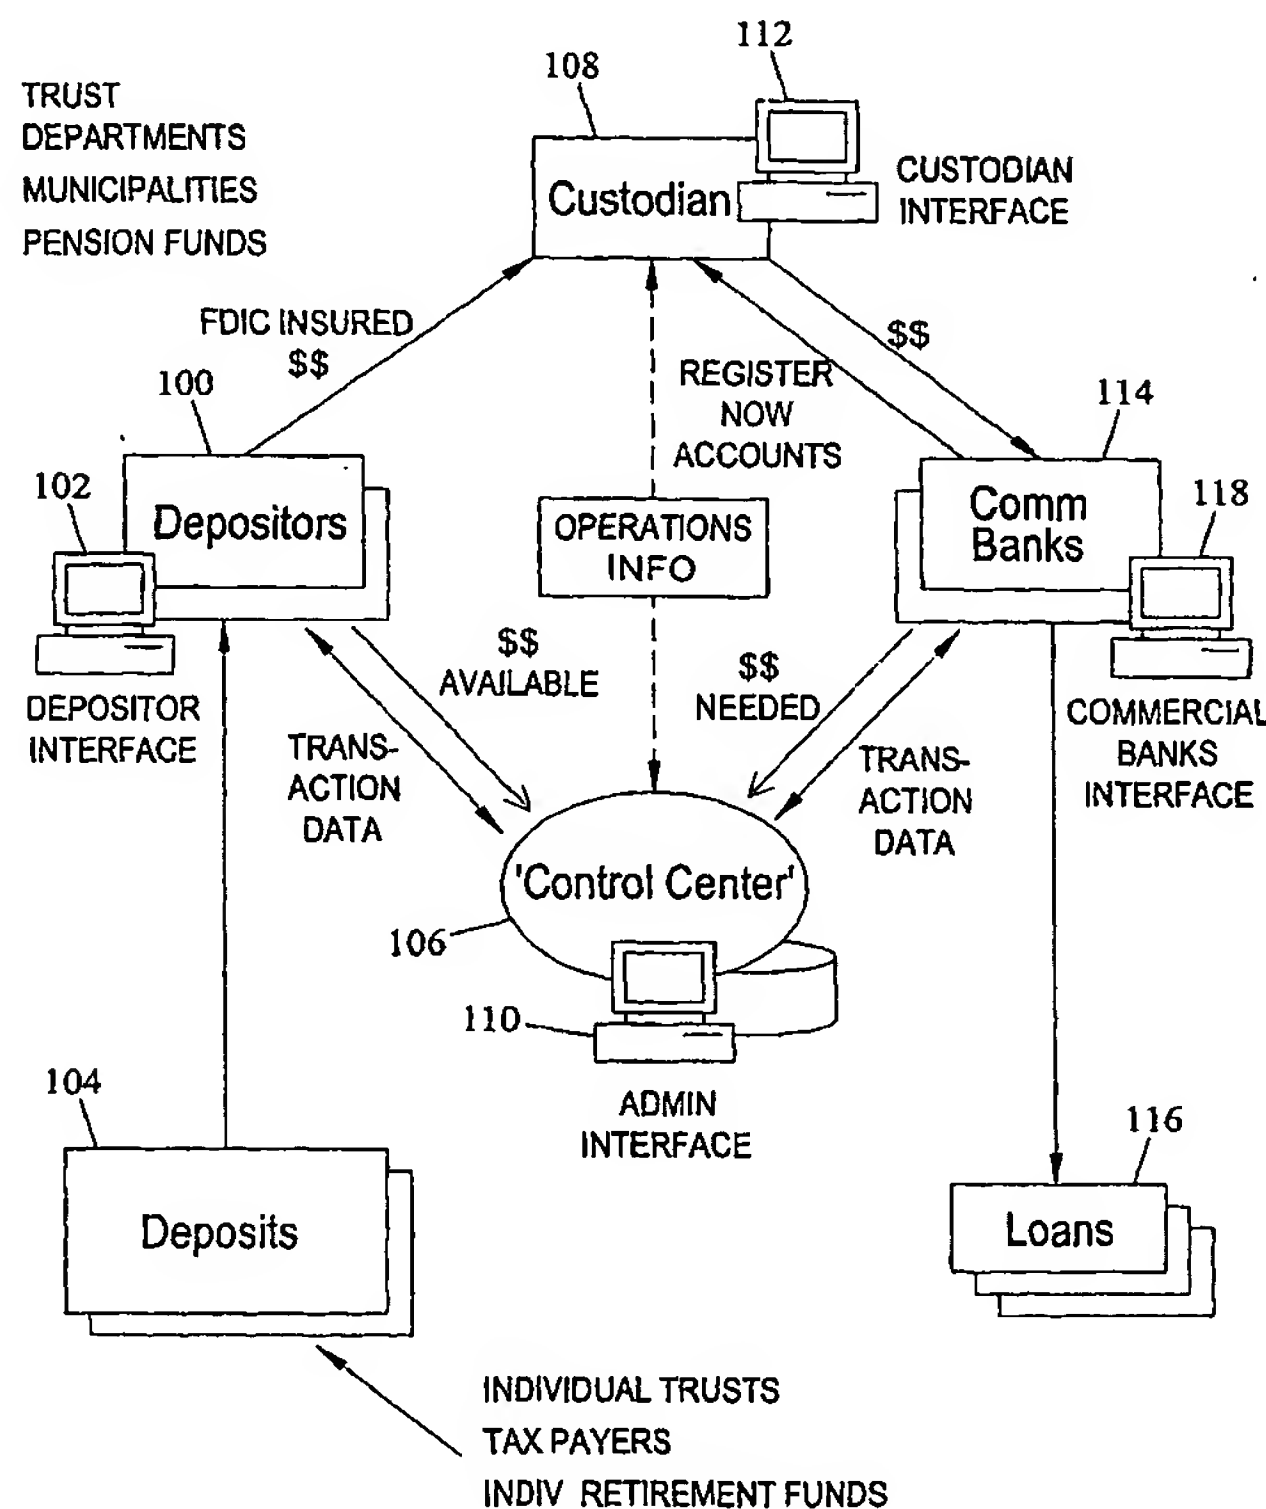 112
108
TRUST
DEPARTMENTS
MUNICIPALITIES
PENSION FUNDS
Custodian
CUSTODIAN
INTERFACE
FDIC INSURED
$$
$$
REGISTER
NOW
ACCOUNTS
100
114
102
118
Depositors
OPERATIONS
INFO
Comm
Banks
$$
AVAILABLE
$$
NEEDED
DEPOSITOR
INTERFACE
COMMERCIAL
BANKS
INTERFACE
TRANS-
ACTION
DATA
TRANS-
ACTION
DATA
'Control Center'
106
110
ADMIN
INTERFACE
104
116
Deposits
Loans
INDIVIDUAL TRUSTS
TAX PAYERS
INDIV RETIREMENT FUNDS